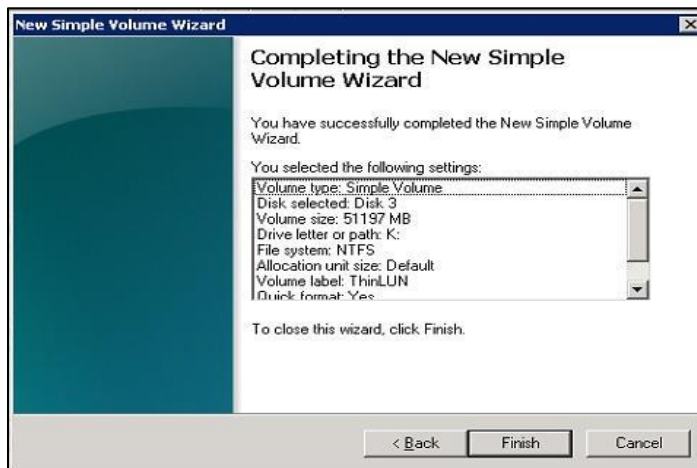 New Simple Volume Wizard
Completing the New Simple
Volume Wizard
You have successfully completed the New Simple Volume
Wizard.
You selected the following settings:
Volume type: Simple Volume
Disk selected: Disk 3
Volume size: 51197 MB
Drive letter or path: K:
File system: NTFS
Allocation unit size: Default
Volume label: ThinLUN
Quick format: Yes
To close this wizard, click Finish.
< Back
Finish
Cancel